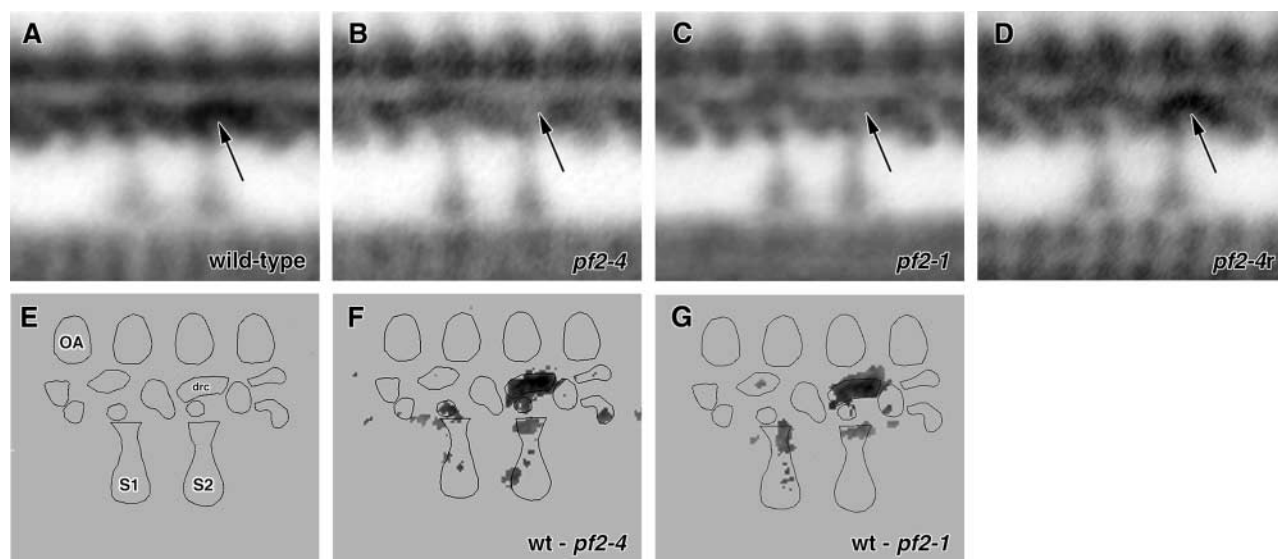 A
wild-type
B
pf2-4
C
pf2-1
D
pf2-4r
E
OA
drc
S1
S2
F
wt - pf2-4
G
wt - pf2-1